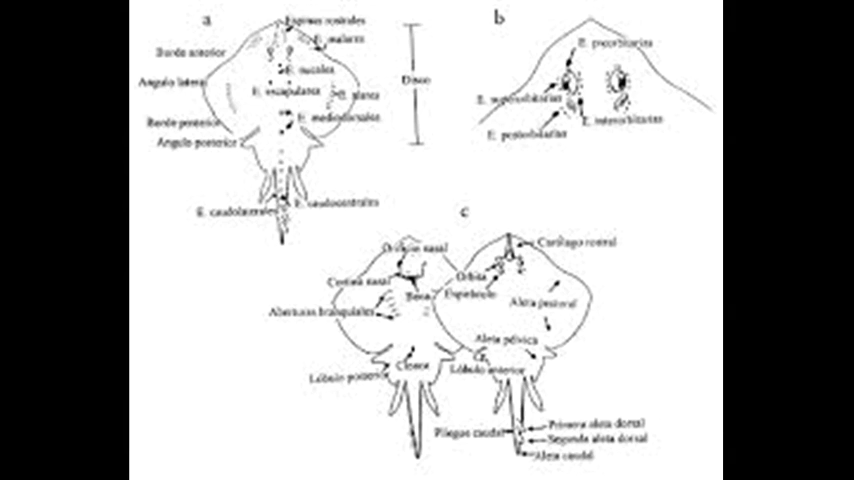 a
Espinas rostrales
E. malares
Borde anterior
E. nucales
Angulo lateral
E. escapulares
E. alares
Disco
E. mediodorsales
Borde posterior
Angulo posterior
E. caudolaterales
E. caudocentrales
b
E. preorbitarias
E. supraorbitarias
E. interorbitarias
E. postorbitarias
c
Orificio nasal
Cortina nasal
Boca
Aberturas branquiales
Cloaca
Lóbulo posterior
Cartílago rostral
Orbita
Espiráculo
Aleta pectoral
Aleta pélvica
Lóbulo anterior
Pliegue caudal
Primera aleta dorsal
Segunda aleta dorsal
Aleta caudal